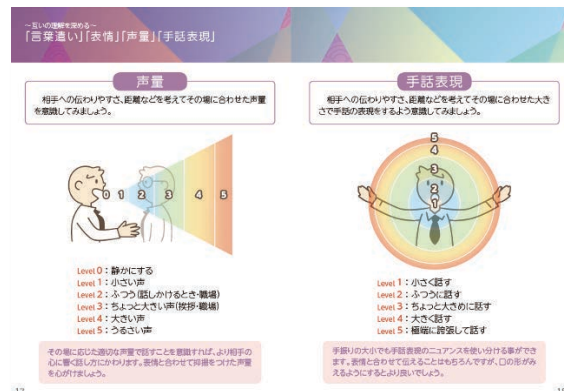 ～互いの理解を深める～
「言葉遣い」「表情」「声量」「手話表現」
声量
相手への伝わりやすさ、距離などを考えてその場に合わせた声量
を意識してみましょう。
0 1 2 3 4 5
Level 0：静かにする
Level 1：小さい声
Level 2：ふつう(話しかけるとき・職場)
Level 3：ちょっと大きい声(挨拶・職場)
Level 4：大きい声
Level 5：うるさい声
その場に応じた適切な声量で話すことを意識すれば、より相手の
心に響く話し方にかわります。表情と合わせて抑揚をつけた声量
を心がけましょう。
手話表現
相手への伝わりやすさ、距離などを考えてその場に合わせた大き
さで手話の表現をするよう意識してみましょう。
5
4
3
2
1
Level 1：小さく話す
Level 2：ふつうに話す
Level 3：ちょっと大きめに話す
Level 4：大きく話す
Level 5：極端に誇張して話す
手振りの大小でも手話表現のニュアンスを使い分ける事ができ
ます。表情と合わせて伝えることはもちろんですが、口の形がみ
えるようにするとより良いでしょう。